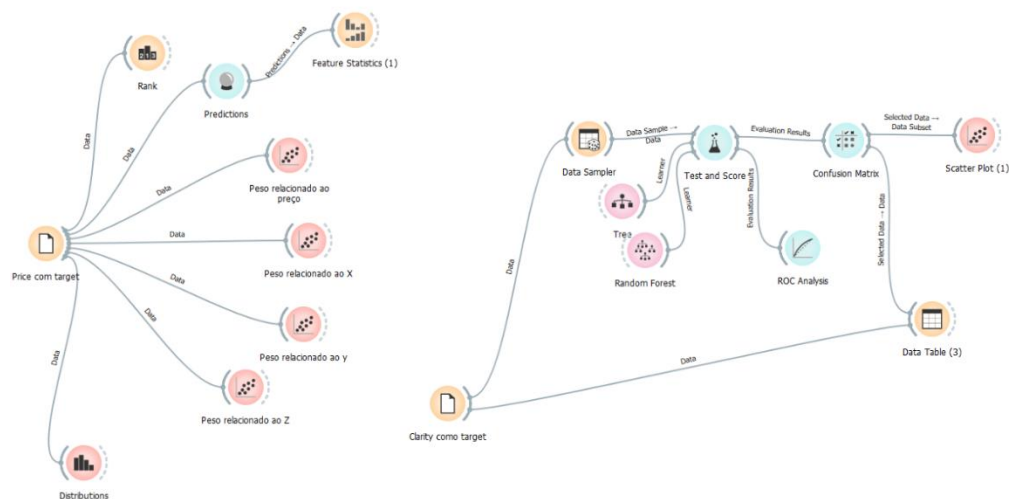 Rank
Predictions → Data
Feature Statistics (1)
Predictions
Data
Data
Data
Peso relacionado ao
preço
Price com target
Data
Peso relacionado ao X
Data
Peso relacionado ao y
Data
Peso relacionado ao Z
Data
Distributions
Data Sampler
Data Sample →
Data
Test and Score
Evaluation Results
Confusion Matrix
Selected Data →
Data Subset
Scatter Plot (1)
Learner
Tree
Learner
Random Forest
Evaluation Results
ROC Analysis
Selected Data → Data
Data Table (3)
Data
Data
Clarity como target